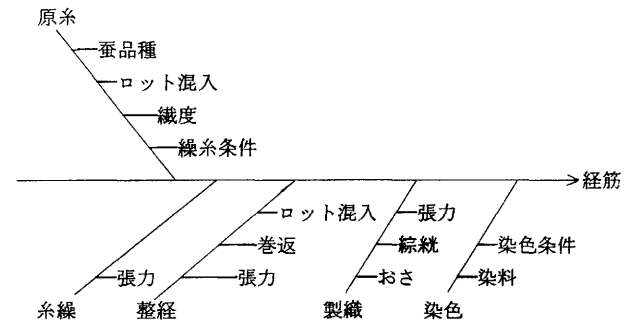 原糸
蚕品種
ロット混入
繊度
繰糸条件
経筋
ロット混入
張力
巻返
綜絖
染色条件
張力
張力
おさ
染料
糸繰
整経
製織
染色